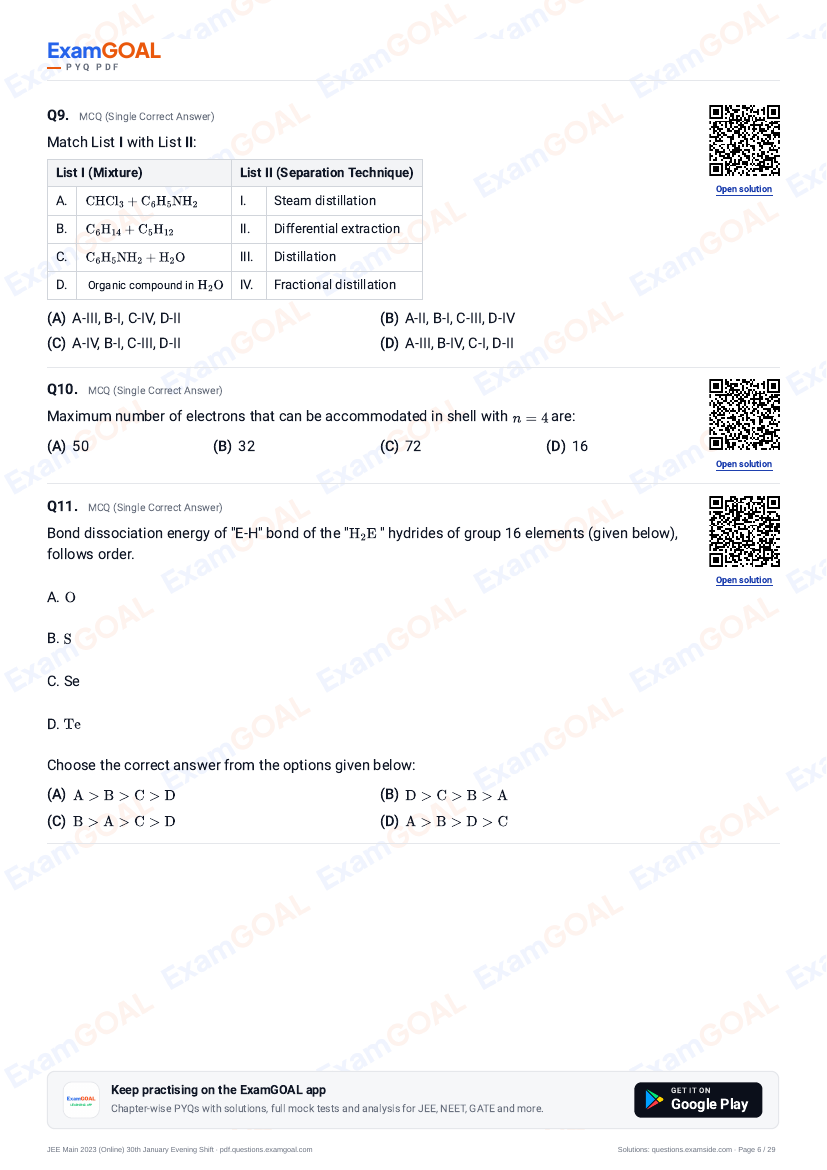 ExamGOAL
PYQ PDF
Q9. MCQ (Single Correct Answer)
Match List I with List II:
List I (Mixture) List II (Separation Technique)
A. CHCl₃ + C₆H₅NH₂ I. Steam distillation
B. C₆H₁₄ + C₅H₁₂ II. Differential extraction
C. C₆H₅NH₂ + H₂O III. Distillation
D. Organic compound in H₂O IV. Fractional distillation
Open solution
(A) A-III, B-I, C-IV, D-II (B) A-II, B-I, C-III, D-IV
(C) A-IV, B-I, C-III, D-II (D) A-III, B-IV, C-I, D-II
Q10. MCQ (Single Correct Answer)
Maximum number of electrons that can be accommodated in shell with n = 4 are:
(A) 50 (B) 32 (C) 72 (D) 16
Open solution
Q11. MCQ (Single Correct Answer)
Bond dissociation energy of "E-H" bond of the "H₂E " hydrides of group 16 elements (given below),
follows order.
Open solution
A. O
B. S
C. Se
D. Te
Choose the correct answer from the options given below:
(A) A > B > C > D (B) D > C > B > A
(C) B > A > C > D (D) A > B > D > C
Keep practising on the ExamGOAL app
Chapter-wise PYQs with solutions, full mock tests and analysis for JEE, NEET, GATE and more.
GET IT ON
Google Play
JEE Main 2023 (Online) 30th January Evening Shift · pdf.questions.examgoal.com Solutions: questions.examside.com · Page 6 / 29